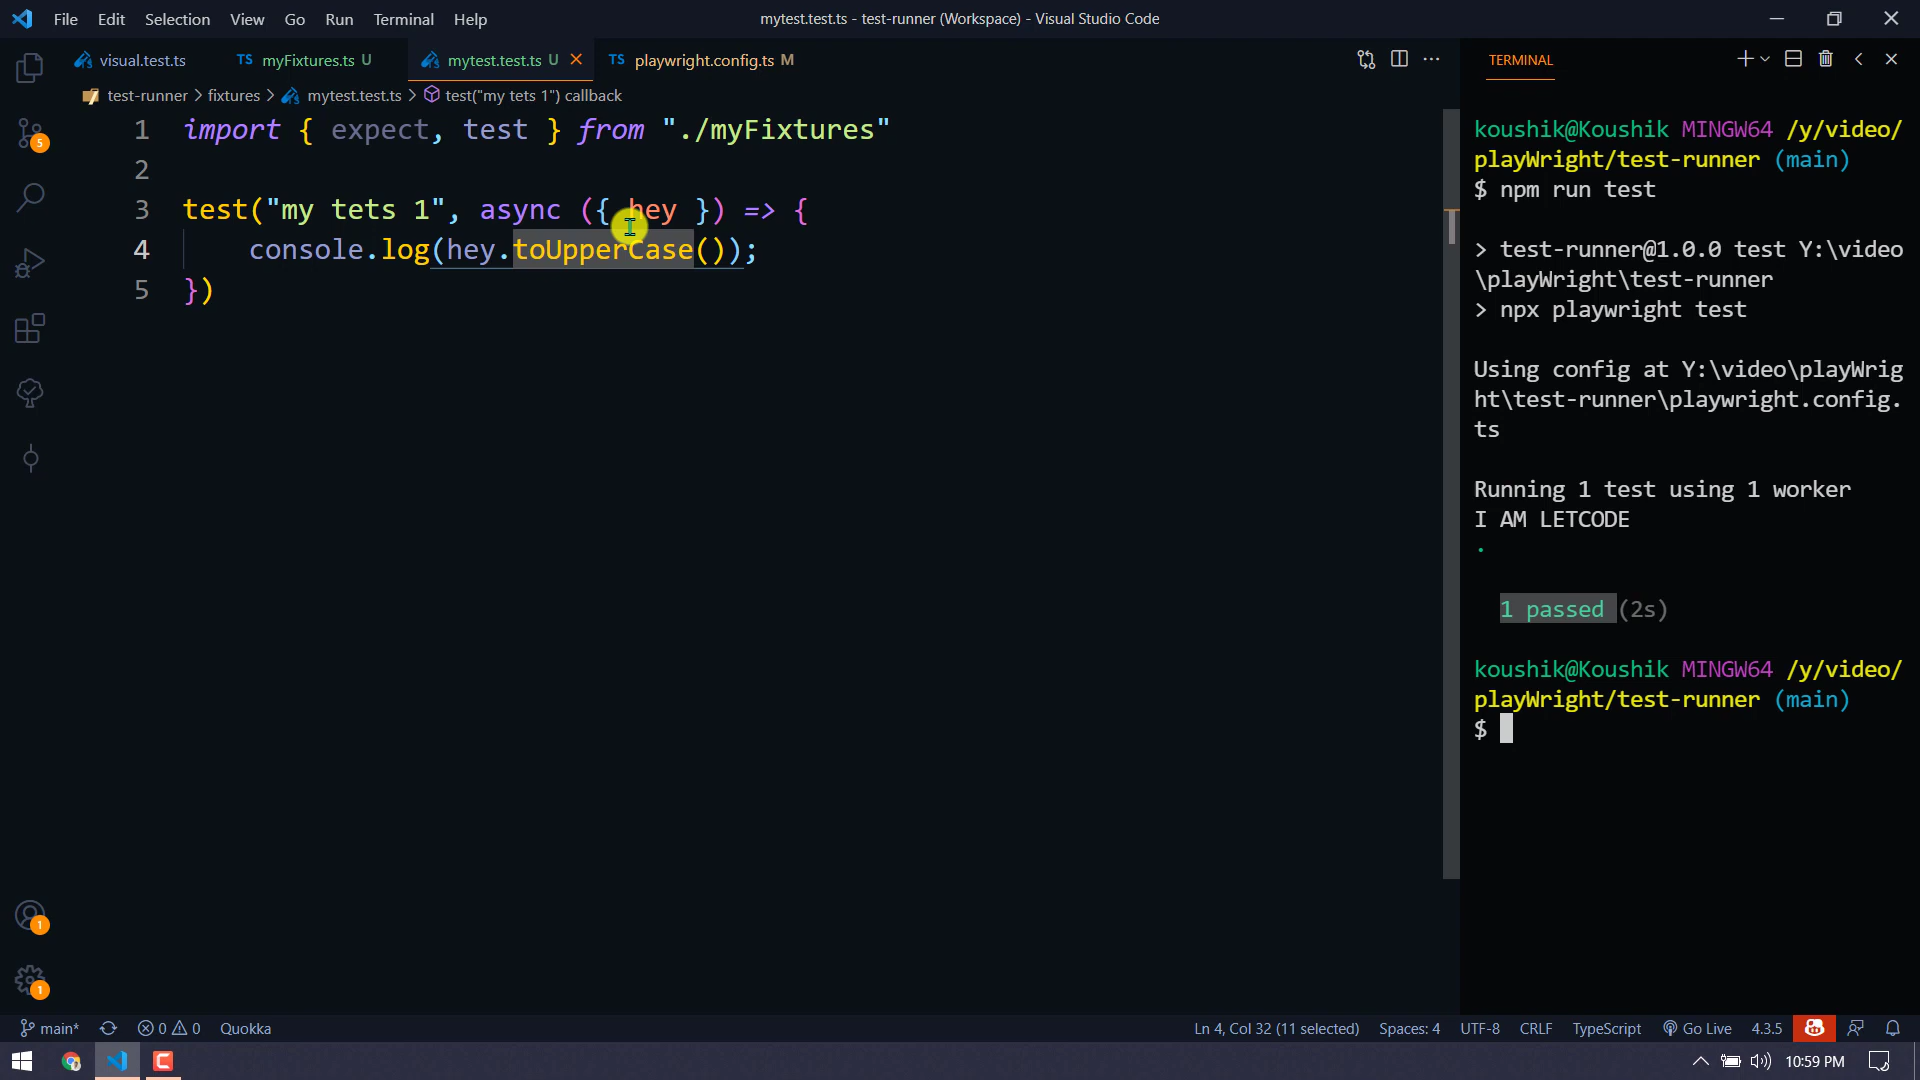 File Edit Selection View Go Run Terminal Help
mytest.test.ts - test-runner (Workspace) - Visual Studio Code
visual.test.ts
TS myFixtures.ts U
mytest.test.ts U
TS playwright.config.ts M
test-runner > fixtures > mytest.test.ts > test("my tets 1") callback
1 import { expect, test } from "./myFixtures"
2
3 test("my tets 1", async ({ hey }) => {
4 console.log(hey.toUpperCase());
5 })
TERMINAL
koushik@Koushik MINGW64 /y/video/
playWright/test-runner (main)
$ npm run test
> test-runner@1.0.0 test Y:\video
\playWright\test-runner
> npx playwright test
Using config at Y:\video\playWrig
ht\test-runner\playwright.config.
ts
Running 1 test using 1 worker
I AM LETCODE
·
1 passed (2s)
koushik@Koushik MINGW64 /y/video/
playWright/test-runner (main)
$
5
1
1
main* 0 0 Quokka
Ln 4, Col 32 (11 selected) Spaces: 4 UTF-8 CRLF TypeScript Go Live 4.3.5
10:59 PM